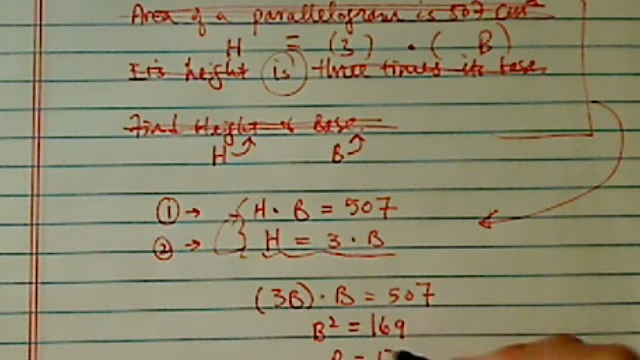 Area of a parallelogram is 507 cm²
H = (3) · (B)
Its height is three times its base.
Find Height & Base
H B
① → H · B = 507
② → H = 3 · B
(3B) · B = 507
B² = 169